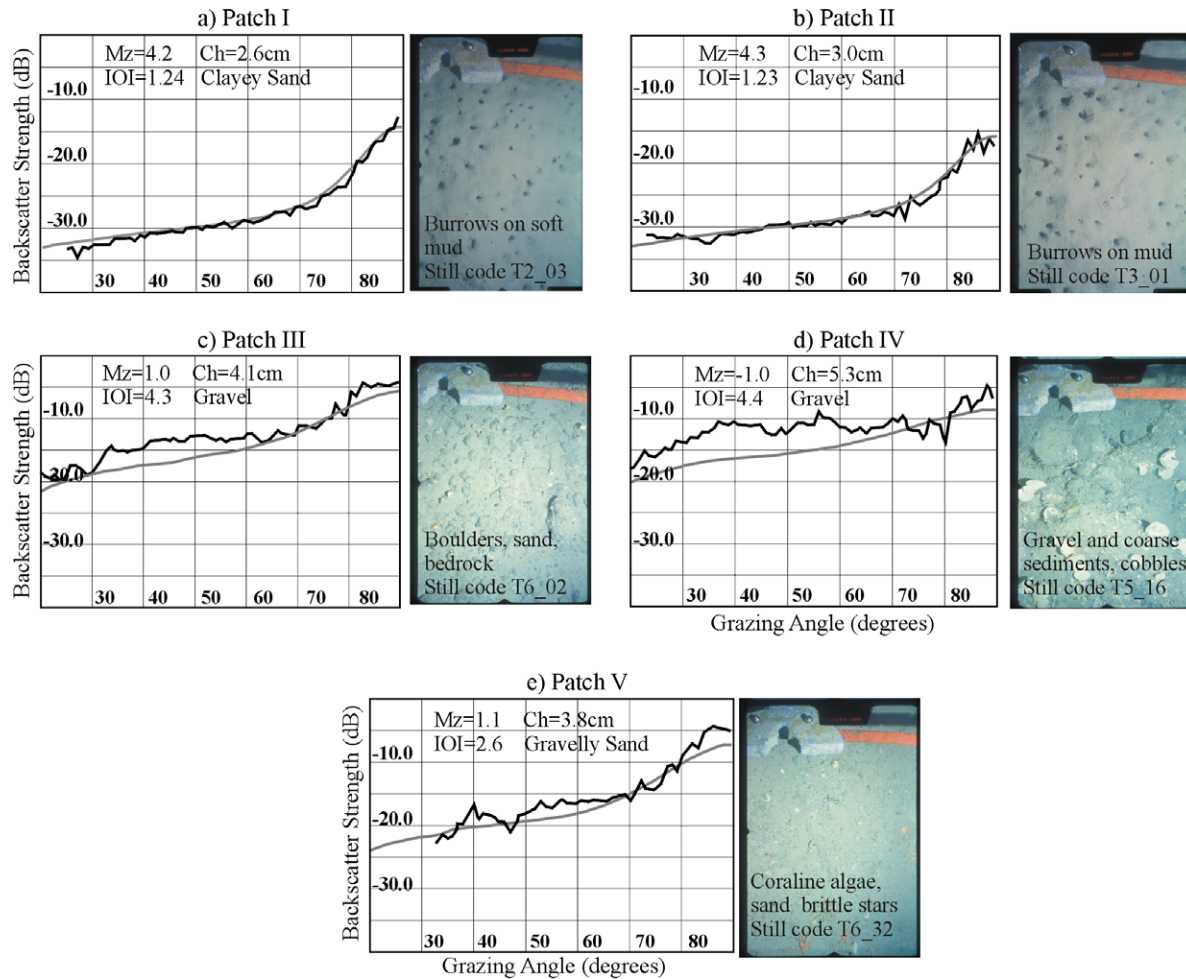 a) Patch I
Backscatter Strength (dB)
Mz=4.2 Ch=2.6cm
IOI=1.24 Clayey Sand
-10.0
-20.0
-30.0
30 40 50 60 70 80
Burrows on soft
mud
Still code T2_03
b) Patch II
Mz=4.3 Ch=3.0cm
IOI=1.23 Clayey Sand
-10.0
-20.0
-30.0
30 40 50 60 70 80
Burrows on mud
Still code T3_01
c) Patch III
Backscatter Strength (dB)
Mz=1.0 Ch=4.1cm
IOI=4.3 Gravel
-10.0
-20.0
-30.0
30 40 50 60 70 80
Boulders, sand,
bedrock
Still code T6_02
d) Patch IV
Mz=-1.0 Ch=5.3cm
IOI=4.4 Gravel
-10.0
-20.0
-30.0
30 40 50 60 70 80
Grazing Angle (degrees)
Gravel and coarse
sediments, cobbles
Still code T5_16
e) Patch V
Backscatter Strength (dB)
Mz=1.1 Ch=3.8cm
IOI=2.6 Gravelly Sand
-10.0
-20.0
-30.0
30 40 50 60 70 80
Grazing Angle (degrees)
Coraline algae,
sand brittle stars
Still code T6_32